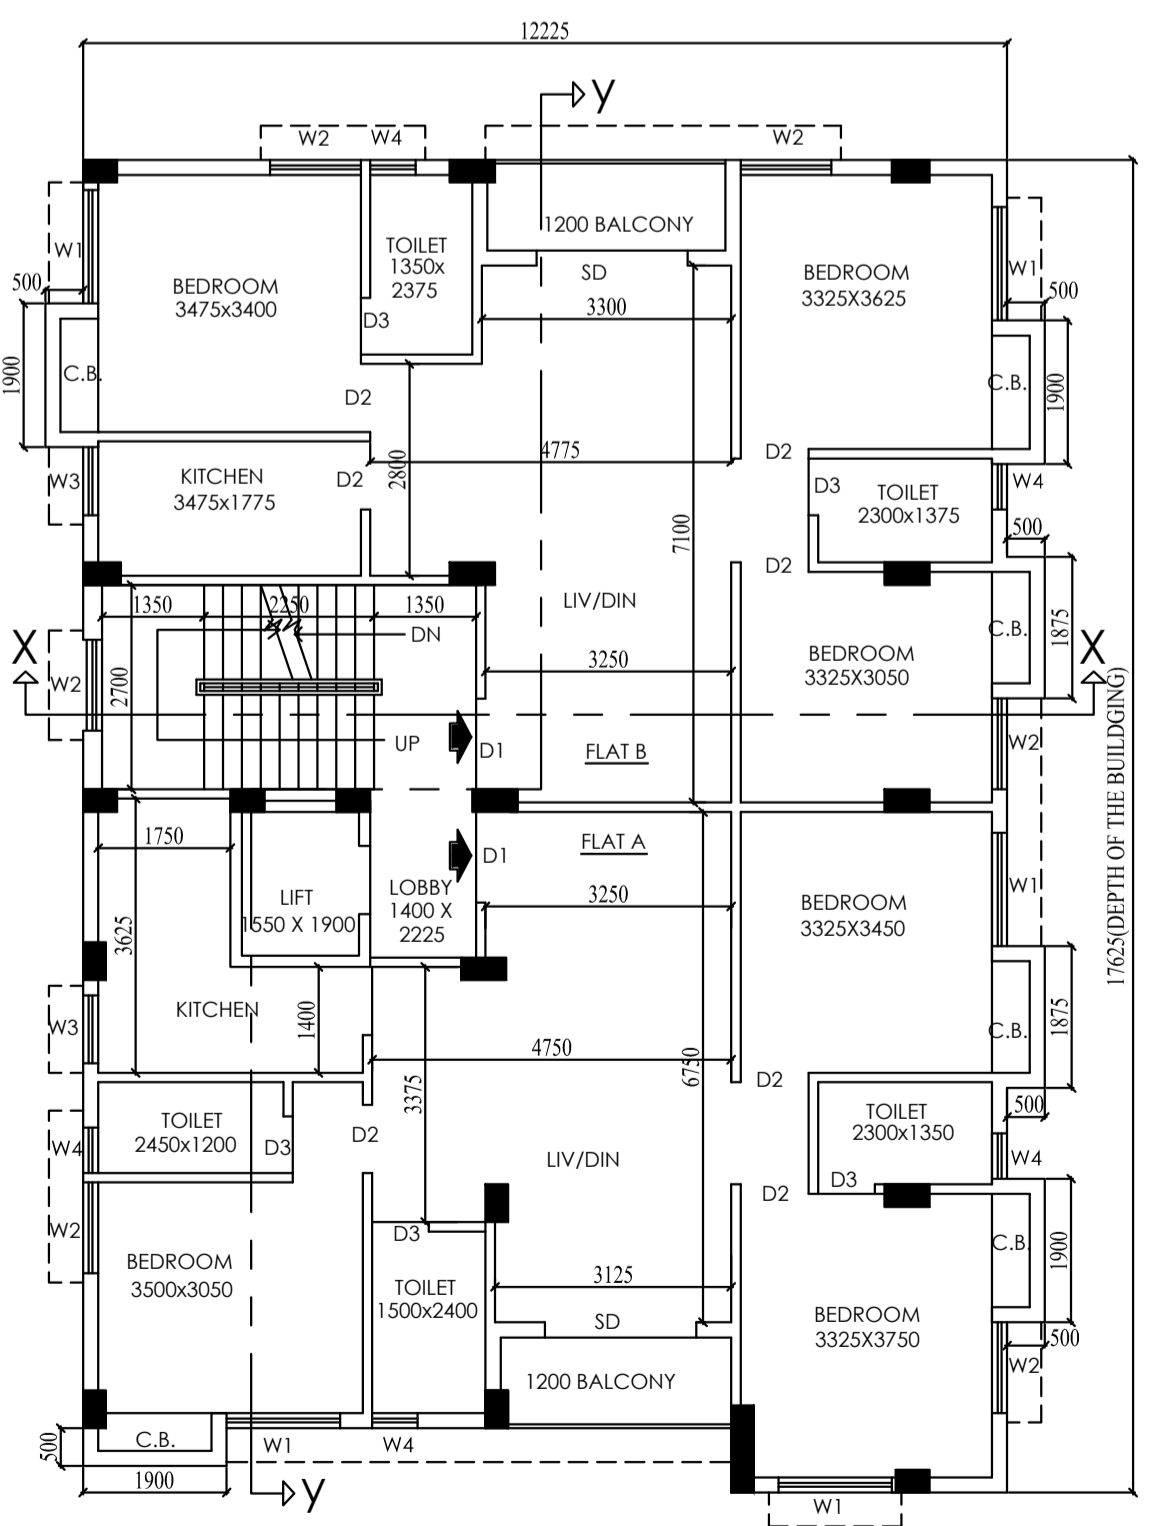 12225
y
W2
W4
W2
W1
500
1900
C.B.
BEDROOM
3475x3400
TOILET
1350x
2375
D3
D2
1200 BALCONY
SD
3300
BEDROOM
3325X3625
W1
500
C.B.
1900
4775
2800
D2
KITCHEN
3475x1775
D2
W3
D3
TOILET
2300x1375
W4
500
7100
D2
1350
2250
1350
DN
LIV/DIN
C.B.
1875
X
W2
2700
3250
BEDROOM
3325X3050
X
UP
D1
FLAT B
W2
17625(DEPTH OF THE BUILDGING)
1750
3625
LIFT
1550 X 1900
LOBBY
1400 X
2225
D1
FLAT A
3250
BEDROOM
3325X3450
W1
KITCHEN
1400
W3
4750
6750
C.B.
1875
3375
D2
500
TOILET
2450x1200
D3
D2
W4
LIV/DIN
TOILET
2300x1350
W4
D2
D3
W2
BEDROOM
3500x3050
D3
TOILET
1500x2400
3125
SD
C.B.
1900
BEDROOM
3325X3750
500
W2
1200 BALCONY
500
C.B.
W1
W4
1900
y
W1